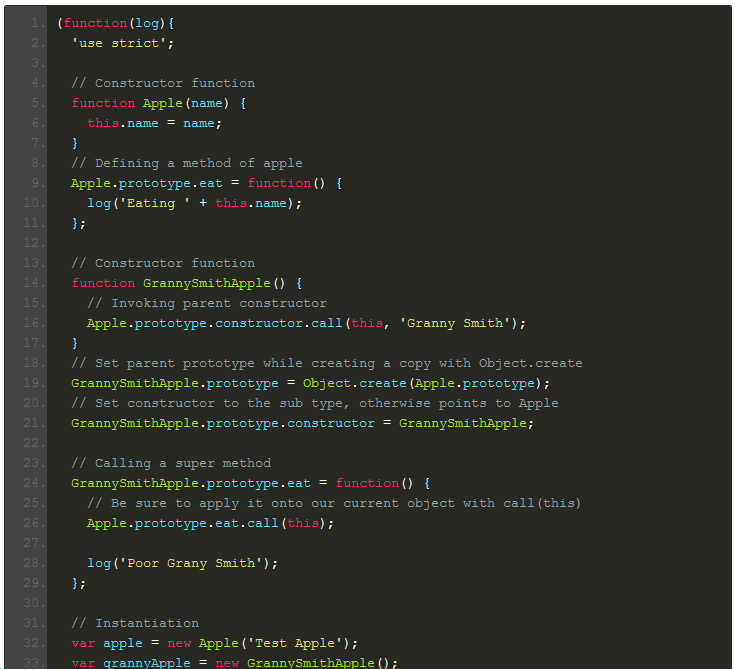 1. (function(log){
2.   'use strict';
3.
4.   // Constructor function
5.   function Apple(name) {
6.     this.name = name;
7.   }
8.   // Defining a method of apple
9.   Apple.prototype.eat = function() {
10.     log('Eating ' + this.name);
11.   };
12.
13.   // Constructor function
14.   function GrannySmithApple() {
15.     // Invoking parent constructor
16.     Apple.prototype.constructor.call(this, 'Granny Smith');
17.   }
18.   // Set parent prototype while creating a copy with Object.create
19.   GrannySmithApple.prototype = Object.create(Apple.prototype);
20.   // Set constructor to the sub type, otherwise points to Apple
21.   GrannySmithApple.prototype.constructor = GrannySmithApple;
22.
23.   // Calling a super method
24.   GrannySmithApple.prototype.eat = function() {
25.     // Be sure to apply it onto our current object with call(this)
26.     Apple.prototype.eat.call(this);
27.
28.     log('Poor Grany Smith');
29.   };
30.
31.   // Instantiation
32.   var apple = new Apple('Test Apple');
33.   var grannyApple = new GrannySmithApple();